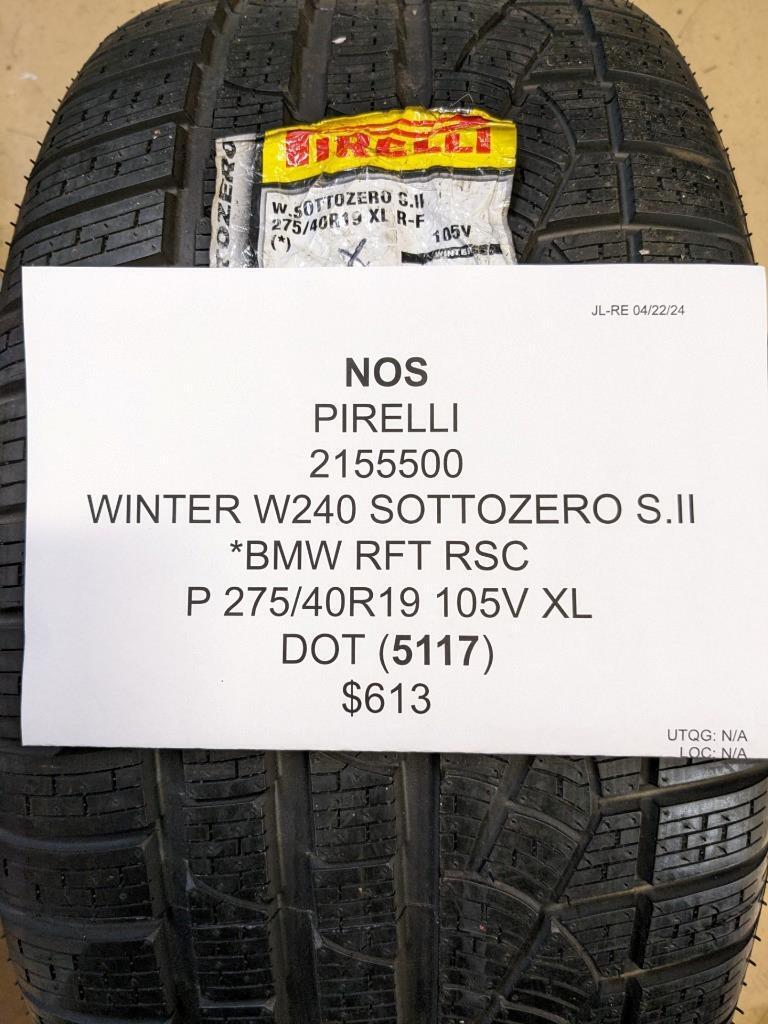 PIRELLI
W.SOTTOZERO S.II
275/40R19 XL R-F
(*)
105V
WINTER
JL-RE 04/22/24
NOS
PIRELLI
2155500
WINTER W240 SOTTOZERO S.II
*BMW RFT RSC
P 275/40R19 105V XL
DOT (5117)
$613
UTQG: N/A
LOC: N/A